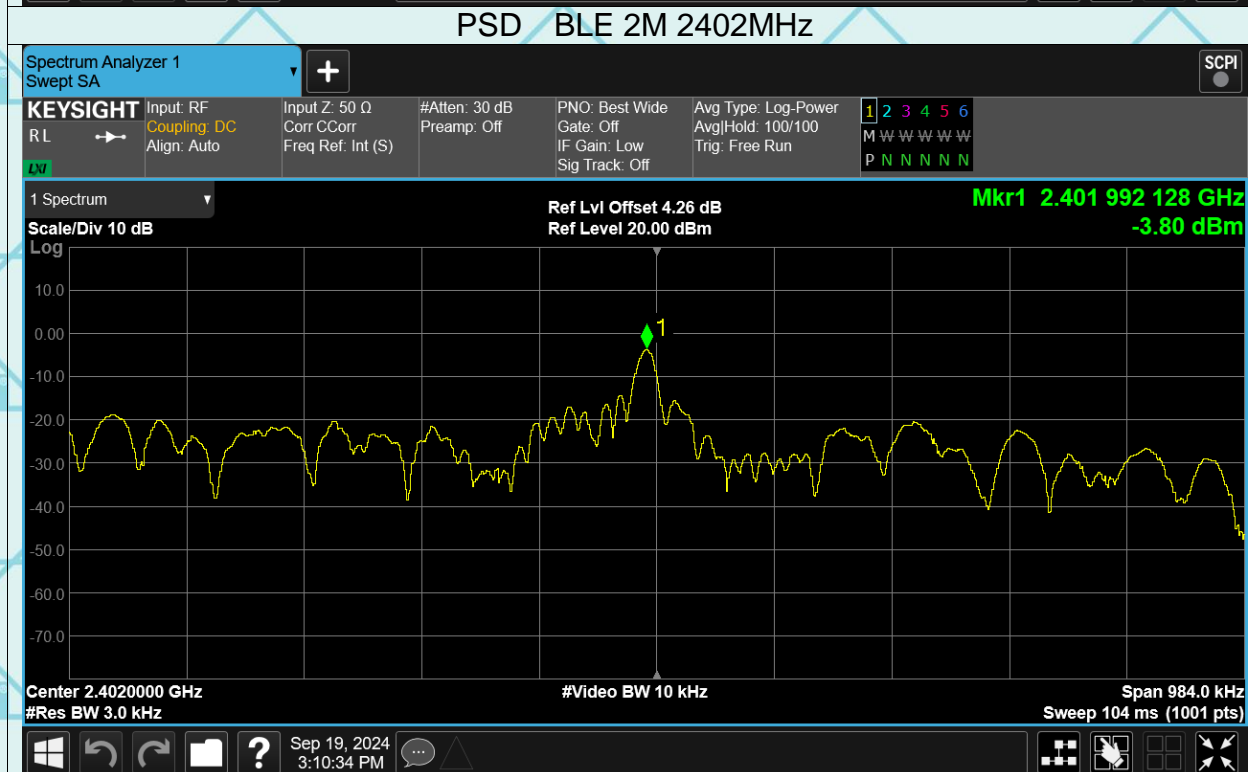 PSD BLE 2M 2402MHz
Spectrum Analyzer 1
Swept SA
SCPI
KEYSIGHT
RL
LXI
Input: RF
Coupling: DC
Align: Auto
Input Z: 50 Ω
Corr CCorr
Freq Ref: Int (S)
#Atten: 30 dB
Preamp: Off
PNO: Best Wide
Gate: Off
IF Gain: Low
Sig Track: Off
Avg Type: Log-Power
Avg|Hold: 100/100
Trig: Free Run
1 2 3 4 5 6
M W W W W W
P N N N N N
1 Spectrum
Scale/Div 10 dB
Ref Lvl Offset 4.26 dB
Ref Level 20.00 dBm
Mkr1 2.401 992 128 GHz
-3.80 dBm
Log
10.0
0.00
-10.0
-20.0
-30.0
-40.0
-50.0
-60.0
-70.0
1
Center 2.4020000 GHz
#Res BW 3.0 kHz
#Video BW 10 kHz
Span 984.0 kHz
Sweep 104 ms (1001 pts)
?
Sep 19, 2024
3:10:34 PM